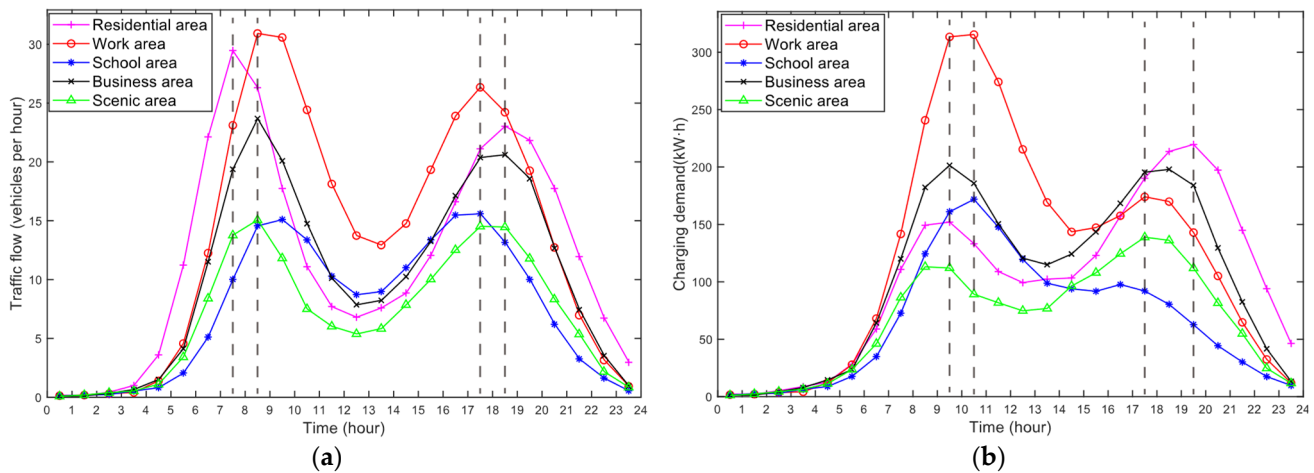 Residential area
Work area
School area
Business area
Scenic area
Traffic flow (vehicles per hour)
30
25
20
15
10
5
0
0 1 2 3 4 5 6 7 8 9 10 11 12 13 14 15 16 17 18 19 20 21 22 23 24
Time (hour)
(a)
Residential area
Work area
School area
Business area
Scenic area
Charging demand(kW·h)
300
250
200
150
100
50
0
0 1 2 3 4 5 6 7 8 9 10 11 12 13 14 15 16 17 18 19 20 21 22 23 24
Time (hour)
(b)